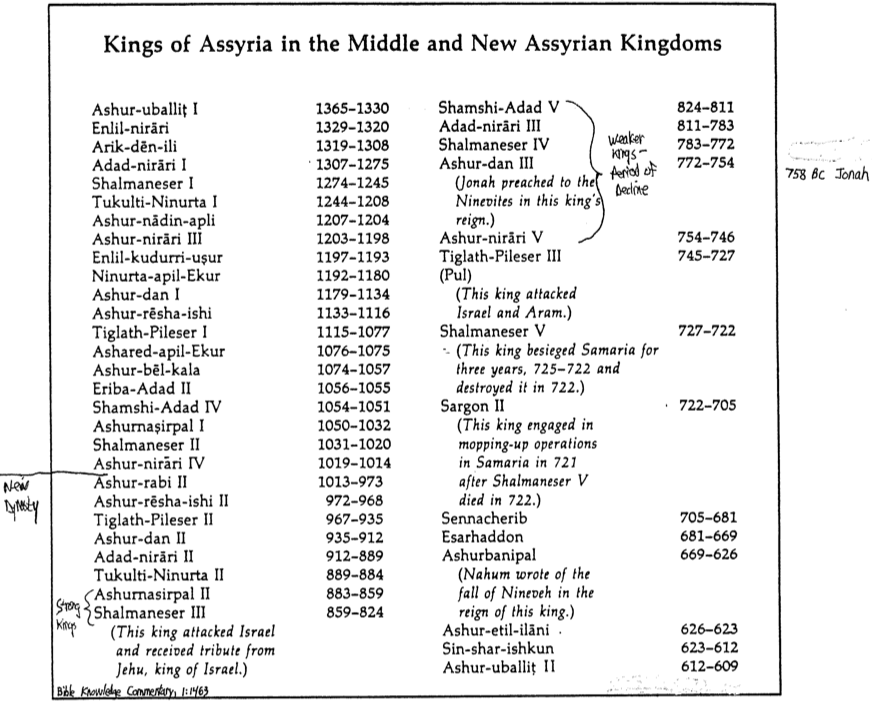 Kings of Assyria in the Middle and New Assyrian Kingdoms
Ashur-uballiṭ I 1365–1330
Enlil-nirāri 1329–1320
Arik-dēn-ili 1319–1308
Adad-nirāri I 1307–1275
Shalmaneser I 1274–1245
Tukulti-Ninurta I 1244–1208
Ashur-nādin-apli 1207–1204
Ashur-nirāri III 1203–1198
Enlil-kudurri-uṣur 1197–1193
Ninurta-apil-Ekur 1192–1180
Ashur-dan I 1179–1134
Ashur-rēsha-ishi 1133–1116
Tiglath-Pileser I 1115–1077
Ashared-apil-Ekur 1076–1075
Ashur-bēl-kala 1074–1057
Eriba-Adad II 1056–1055
Shamshi-Adad IV 1054–1051
Ashurnaṣirpal I 1050–1032
Shalmaneser II 1031–1020
Ashur-nirāri IV 1019–1014
Ashur-rabi II 1013–973
New
Dynasty
Ashur-rēsha-ishi II 972–968
Tiglath-Pileser II 967–935
Ashur-dan II 935–912
Adad-nirāri II 912–889
Tukulti-Ninurta II 889–884
Ashurnasirpal II 883–859
Strong
Kings
Shalmaneser III 859–824
(This king attacked Israel
and received tribute from
Jehu, king of Israel.)
Bible Knowledge Commentary, 1:1463
Shamshi-Adad V 824–811
Adad-nirāri III 811–783
Shalmaneser IV 783–772
Ashur-dan III 772–754
(Jonah preached to the
Ninevites in this king's
reign.)
Weaker
Kings –
Period of
Decline
758 BC Jonah
Ashur-nirāri V 754–746
Tiglath-Pileser III 745–727
(Pul)
(This king attacked
Israel and Aram.)
Shalmaneser V 727–722
(This king besieged Samaria for
three years, 725–722 and
destroyed it in 722.)
Sargon II 722–705
(This king engaged in
mopping-up operations
in Samaria in 721
after Shalmaneser V
died in 722.)
Sennacherib 705–681
Esarhaddon 681–669
Ashurbanipal 669–626
(Nahum wrote of the
fall of Nineveh in the
reign of this king.)
Ashur-etil-ilāni 626–623
Sin-shar-ishkun 623–612
Ashur-uballiṭ II 612–609